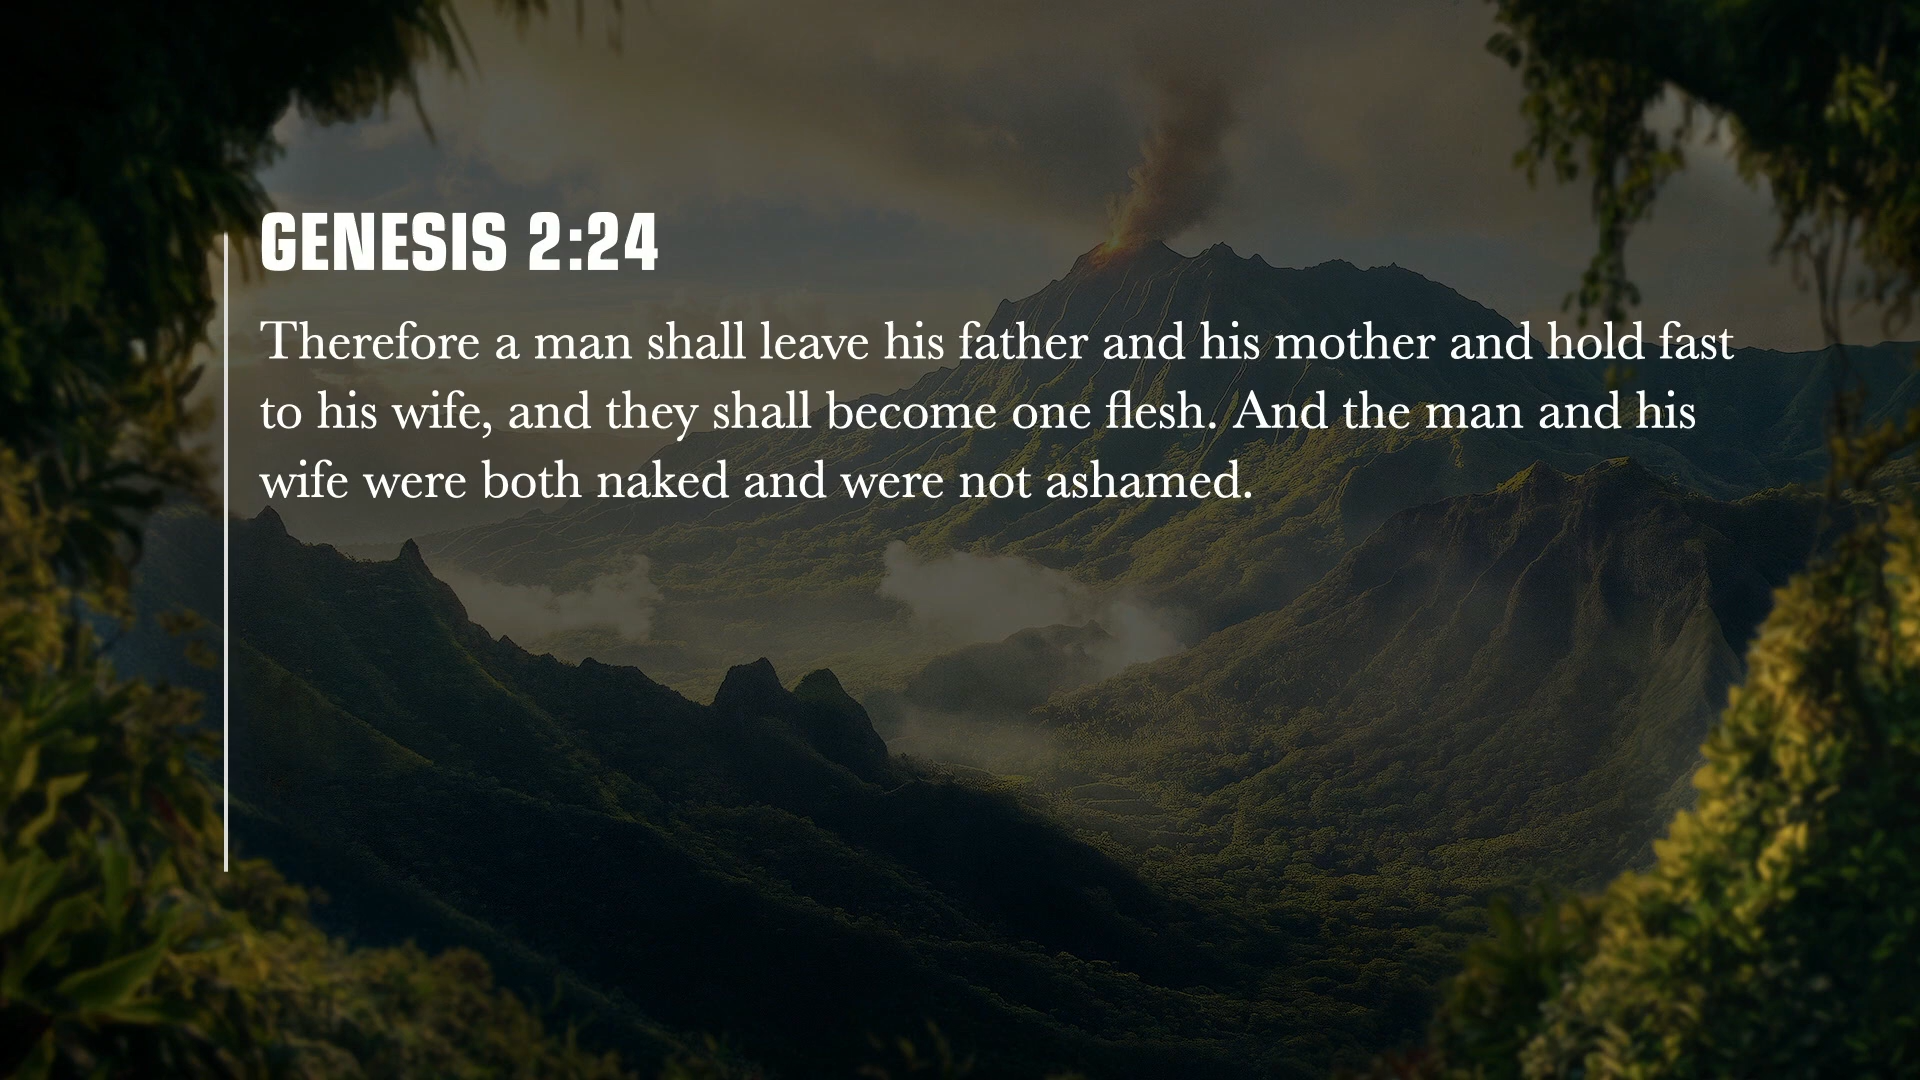 GENESIS 2:24
Therefore a man shall leave his father and his mother and hold fast
to his wife, and they shall become one flesh. And the man and his
wife were both naked and were not ashamed.